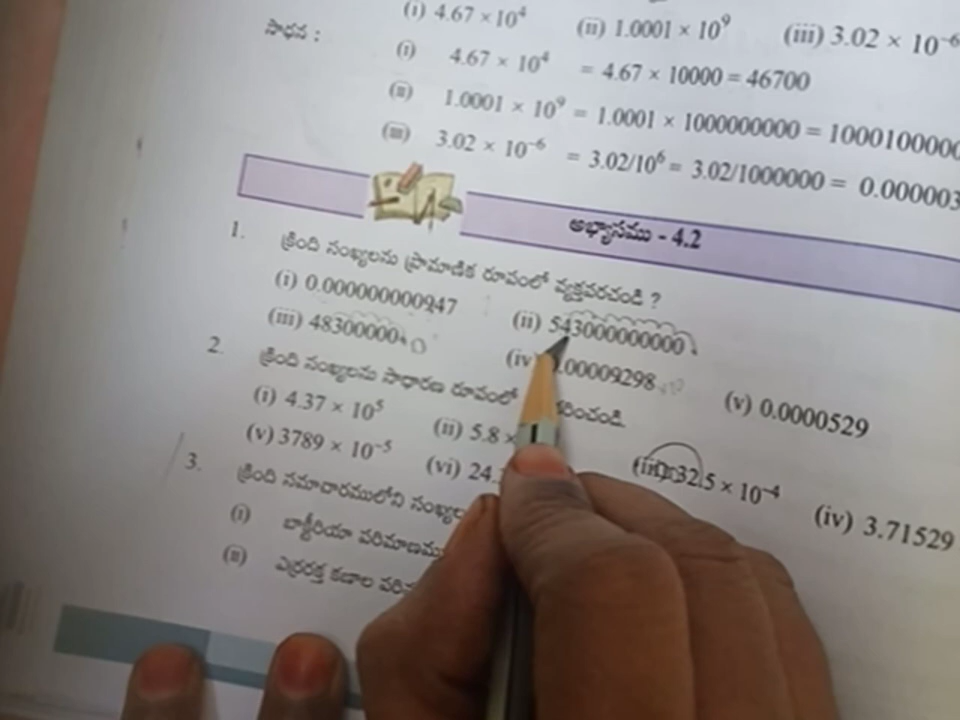 (i) 4.67 × 10⁴ (ii) 1.0001 × 10⁹ (iii) 3.02 × 10⁻⁶
సాధన :
(i) 4.67 × 10⁴ = 4.67 × 10000 = 46700
(ii) 1.0001 × 10⁹ = 1.0001 × 1000000000 = 1000100000
(iii) 3.02 × 10⁻⁶ = 3.02/10⁶ = 3.02/1000000 = 0.000003
అభ్యాసము - 4.2
1. క్రింది సంఖ్యలను ప్రామాణిక రూపంలో వ్యక్తపరచండి ?
(i) 0.000000000947 (ii) 543000000000
(iii) 48300000 (iv) 0.00009298 (v) 0.0000529
2. క్రింది సంఖ్యలను సాధారణ రూపంలో
(i) 4.37 × 10⁵ (ii) 5.8 × (iii) 32.5 × 10⁻⁴ (iv) 3.71529
(v) 3789 × 10⁻⁵ (vi) 24.
3. క్రింది సమాచారములోని
(i) బాక్టీరియా పరిమాణము
(ii) ఎర్రరక్త కణాల